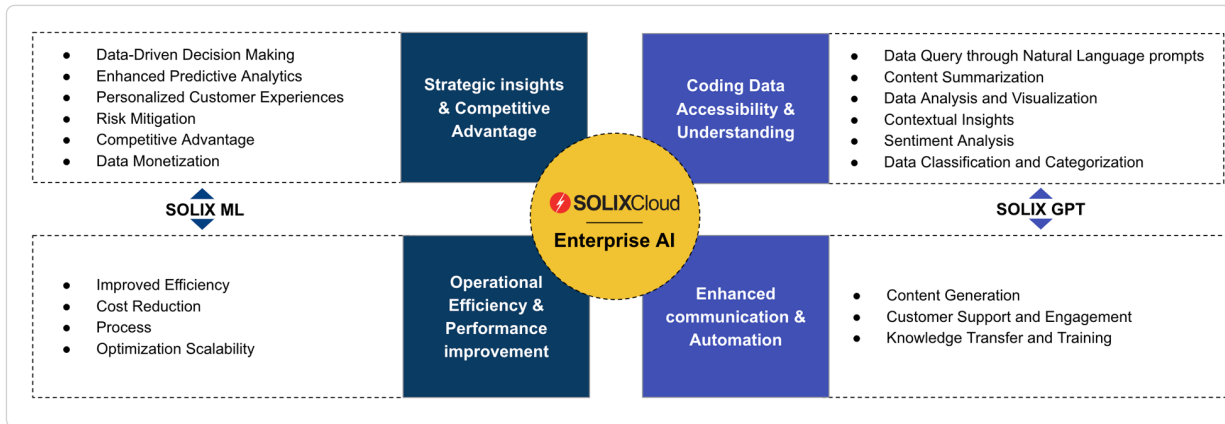 ● Data-Driven Decision Making
● Enhanced Predictive Analytics
● Personalized Customer Experiences
● Risk Mitigation
● Competitive Advantage
● Data Monetization
Strategic insights
& Competitive
Advantage
Coding Data
Accessibility &
Understanding
● Data Query through Natural Language prompts
● Content Summarization
● Data Analysis and Visualization
● Contextual Insights
● Sentiment Analysis
● Data Classification and Categorization
SOLIX ML
SOLIXCloud
Enterprise AI
SOLIX GPT
● Improved Efficiency
● Cost Reduction
● Process
● Optimization Scalability
Operational
Efficiency &
Performance
improvement
Enhanced
communication &
Automation
● Content Generation
● Customer Support and Engagement
● Knowledge Transfer and Training